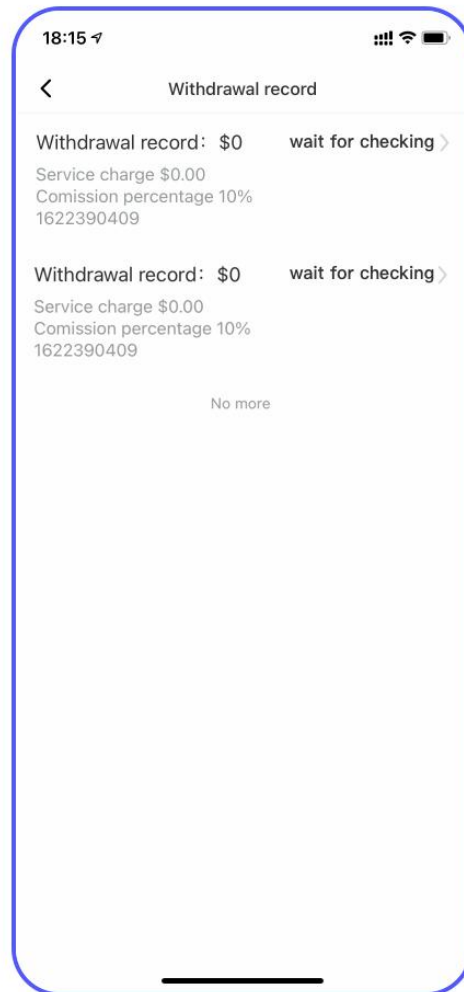 18:15
Withdrawal record
Withdrawal record： $0 wait for checking
Service charge $0.00
Comission percentage 10%
1622390409
Withdrawal record： $0 wait for checking
Service charge $0.00
Comission percentage 10%
1622390409
No more